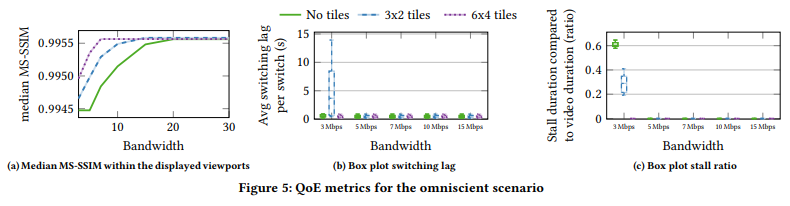 No tiles 3x2 tiles 6x4 tiles
median MS-SSIM
0.9955
0.9950
0.9945
10 20 30
Bandwidth
(a) Median MS-SSIM within the displayed viewports
Avg switching lag
per switch (s)
15
10
5
0
3 Mbps 5 Mbps 7 Mbps 10 Mbps 15 Mbps
Bandwidth
(b) Box plot switching lag
Stall duration compared
to video duration (ratio)
0.6
0.4
0.2
0
3 Mbps 5 Mbps 7 Mbps 10 Mbps 15 Mbps
Bandwidth
(c) Box plot stall ratio
Figure 5: QoE metrics for the omniscient scenario